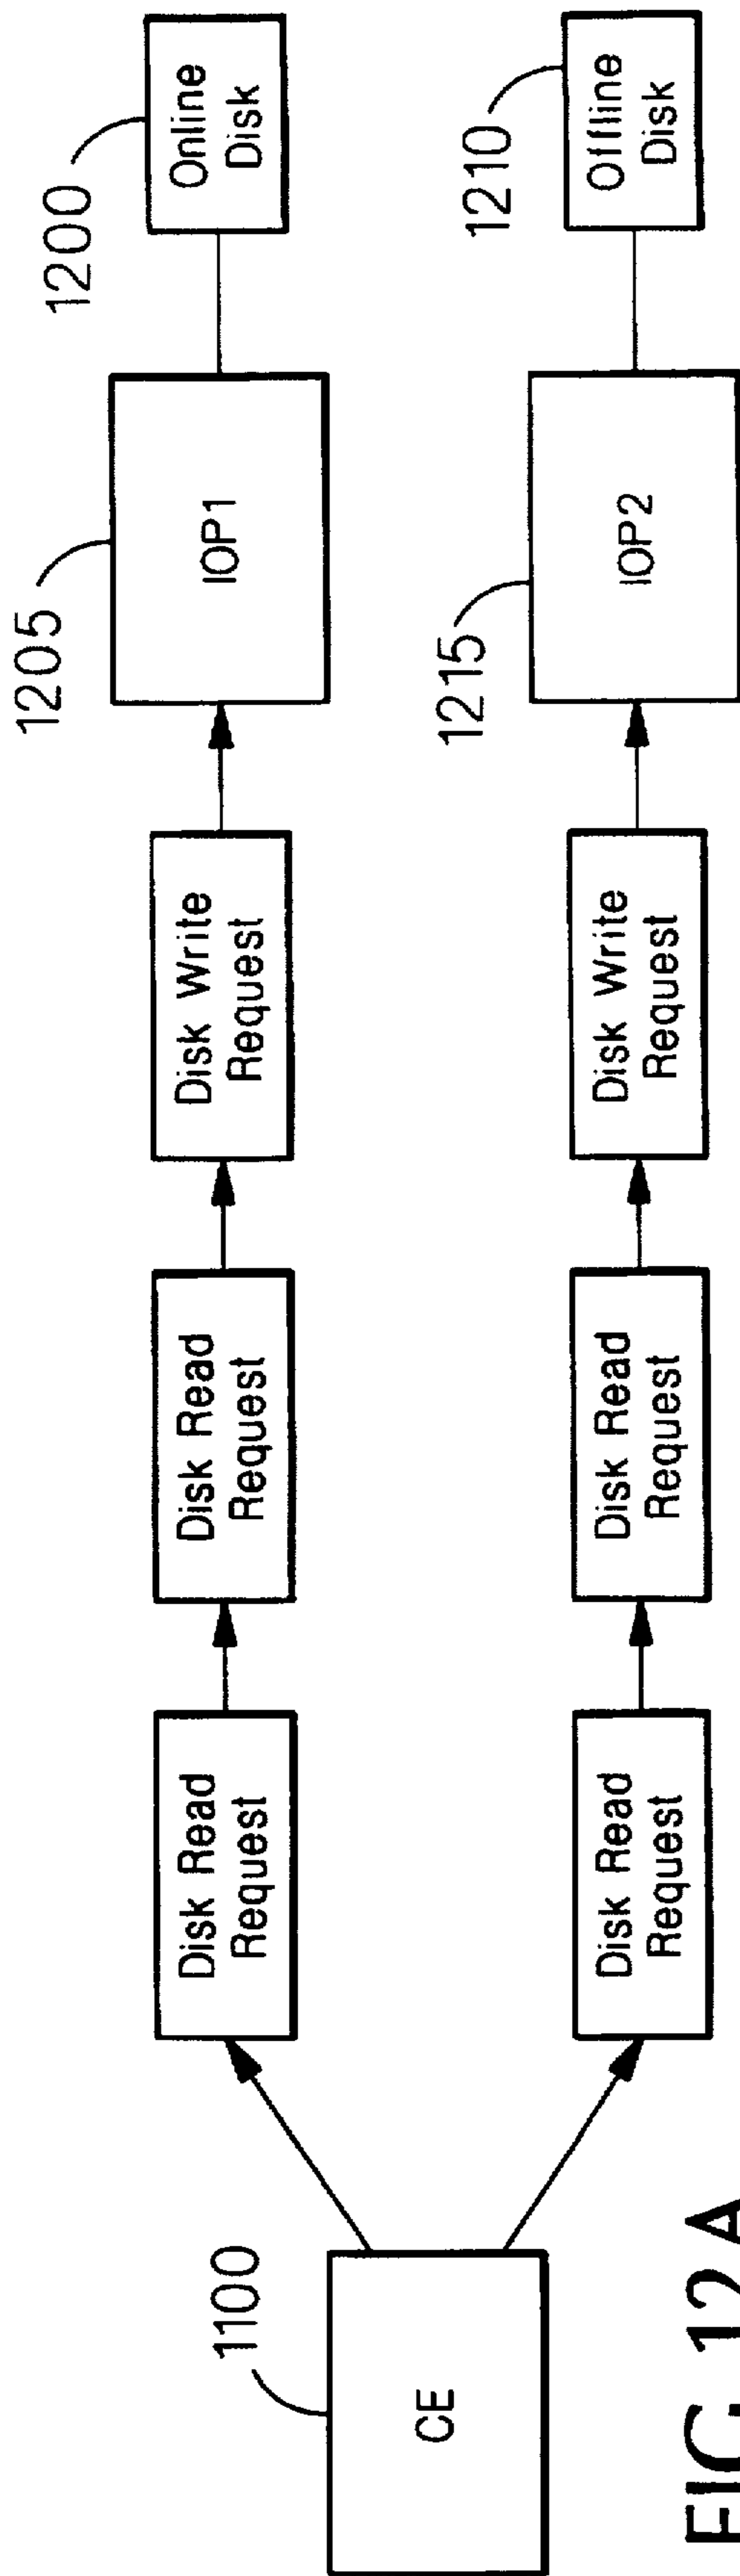 1100
CE
Disk Read
Request
Disk Read
Request
Disk Write
Request
1205
IOP1
1200
Online
Disk
Disk Read
Request
Disk Read
Request
Disk Write
Request
1215
IOP2
1210
Offline
Disk
FIG. 12A